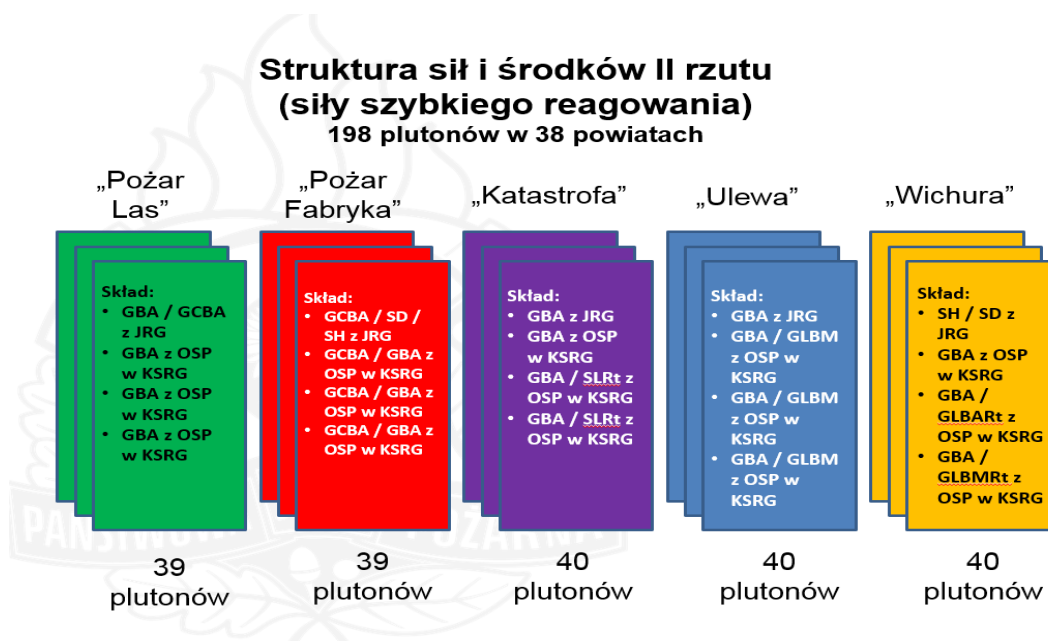 Struktura sił i środków II rzutu
(siły szybkiego reagowania)
198 plutonów w 38 powiatach
„Pożar
Las”
„Pożar
Fabryka”
„Katastrofa”
„Ulewa”
„Wichura”
Skład:
• GBA / GCBA
z JRG
• GBA z OSP
w KSRG
• GBA z OSP
w KSRG
• GBA z OSP
w KSRG
Skład:
• GCBA / SD /
SH z JRG
• GCBA / GBA z
OSP w KSRG
• GCBA / GBA z
OSP w KSRG
• GCBA / GBA z
OSP w KSRG
Skład:
• GBA z JRG
• GBA z OSP
w KSRG
• GBA / SLRt z
OSP w KSRG
• GBA / SLRt z
OSP w KSRG
Skład:
• GBA z JRG
• GBA / GLBM
z OSP w
KSRG
• GBA / GLBM
z OSP w
KSRG
• GBA / GLBM
z OSP w
KSRG
Skład:
• SH / SD z
JRG
• GBA z OSP
w KSRG
• GBA /
GLBARt z
OSP w KSRG
• GBA /
GLBMRt z
OSP w KSRG
39
plutonów
39
plutonów
40
plutonów
40
plutonów
40
plutonów